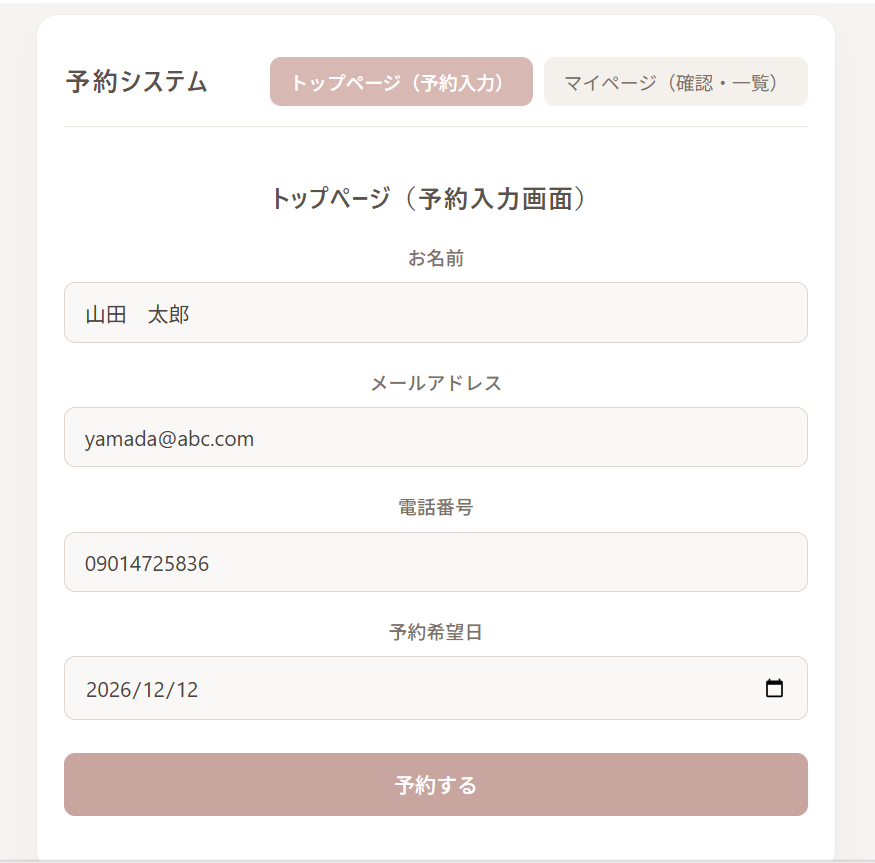 予約システム
トップページ（予約入力）
マイページ（確認・一覧）
トップページ（予約入力画面）
お名前
山田　太郎
メールアドレス
yamada@abc.com
電話番号
09014725836
予約希望日
2026/12/12
予約する